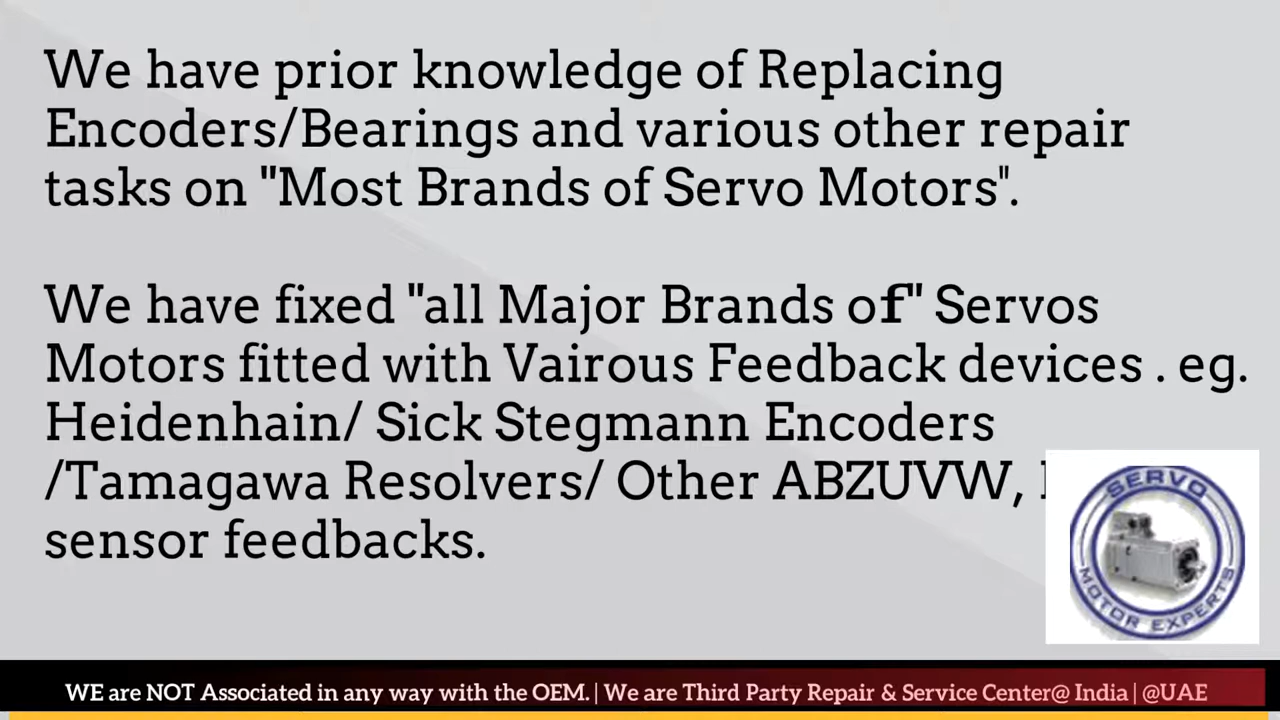 We have prior knowledge of Replacing
Encoders/Bearings and various other repair
tasks on "Most Brands of Servo Motors".
We have fixed "all Major Brands of" Servos
Motors fitted with Vairous Feedback devices . eg.
Heidenhain/ Sick Stegmann Encoders
/Tamagawa Resolvers/ Other ABZUVW,
sensor feedbacks.
SERVO
MOTOR EXPERTS
WE are NOT Associated in any way with the OEM. | We are Third Party Repair & Service Center@ India | @UAE